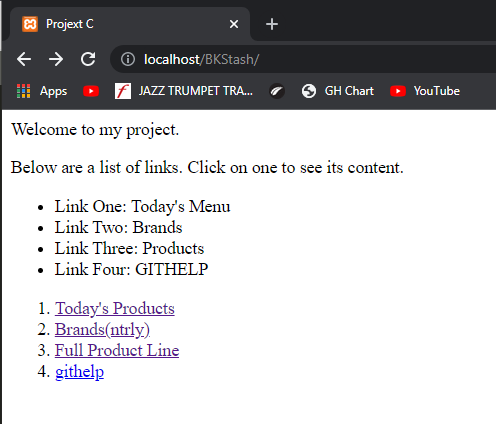 Projext C
localhost/BKStash/
Apps
JAZZ TRUMPET TRA...
GH Chart
YouTube
Welcome to my project.
Below are a list of links. Click on one to see its content.
• Link One: Today's Menu
• Link Two: Brands
• Link Three: Products
• Link Four: GITHELP
1. Today's Products
2. Brands(ntrly)
3. Full Product Line
4. githelp